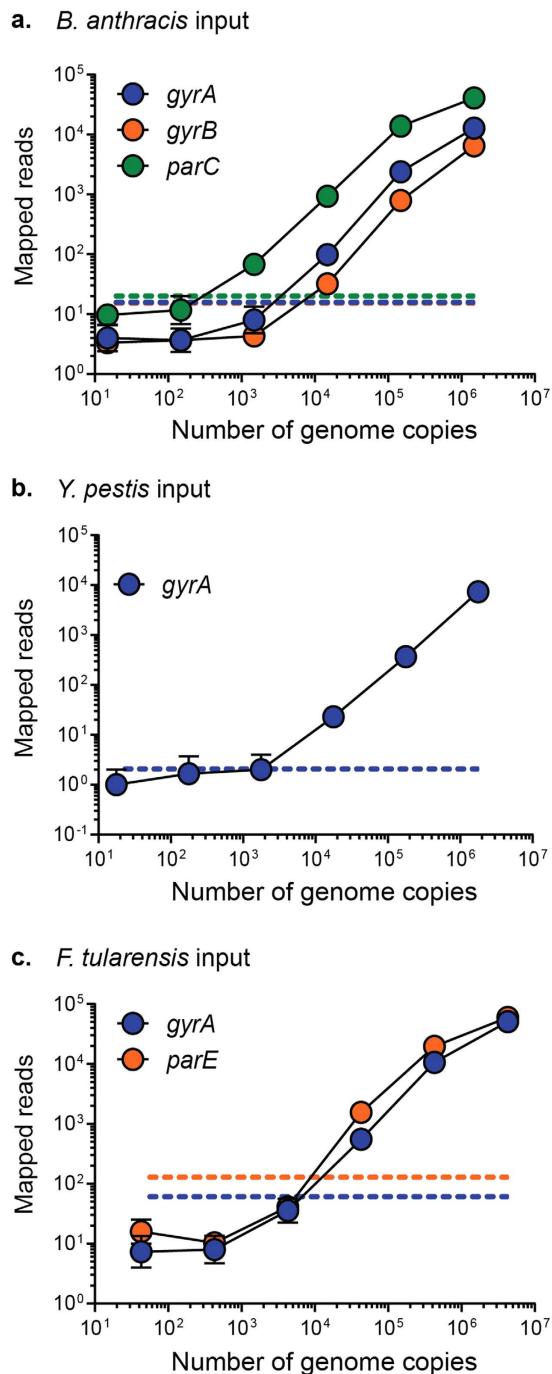 a. B. anthracis input
10^5
10^4
10^3
10^2
10^1
10^0
Mapped reads
gyrA
gyrB
parC
10^1 10^2 10^3 10^4 10^5 10^6 10^7
Number of genome copies
b. Y. pestis input
10^5
10^4
10^3
10^2
10^1
10^0
10^-1
Mapped reads
gyrA
10^1 10^2 10^3 10^4 10^5 10^6 10^7
Number of genome copies
c. F. tularensis input
10^5
10^4
10^3
10^2
10^1
10^0
Mapped reads
gyrA
parE
10^1 10^2 10^3 10^4 10^5 10^6 10^7
Number of genome copies